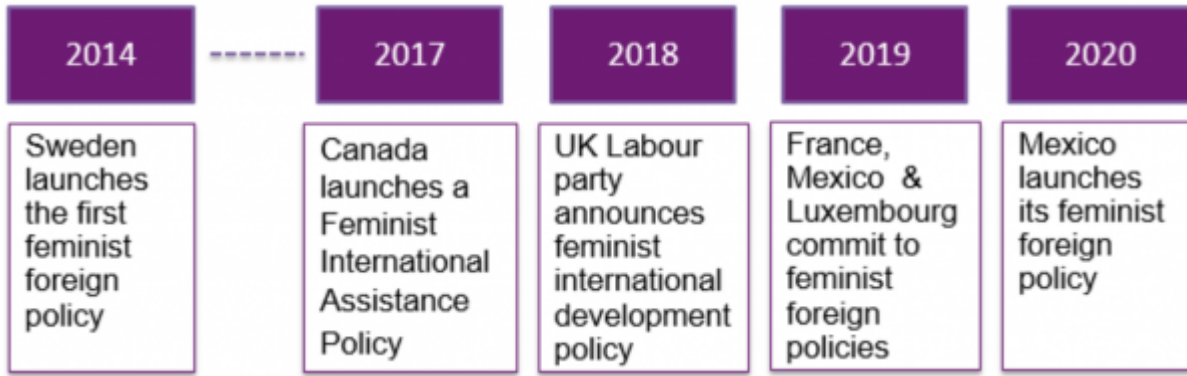 2014
2017
2018
2019
2020
Sweden
launches
the first
feminist
foreign
policy
Canada
launches a
Feminist
International
Assistance
Policy
UK Labour
party
announces
feminist
international
development
policy
France,
Mexico &
Luxembourg
commit to
feminist
foreign
policies
Mexico
launches
its feminist
foreign
policy